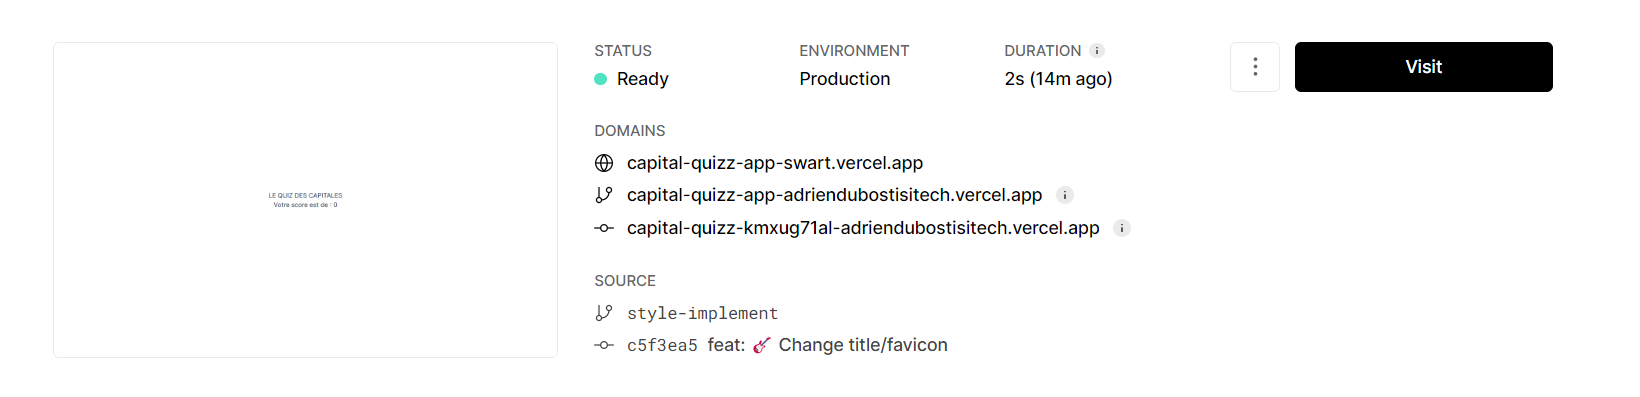 LE QUIZ DES CAPITALES
Votre score est de : 0
STATUS
Ready
ENVIRONMENT
Production
DURATION
2s (14m ago)
Visit
DOMAINS
capital-quizz-app-swart.vercel.app
capital-quizz-app-adriendubostisitech.vercel.app
capital-quizz-kmxug71al-adriendubostisitech.vercel.app
SOURCE
style-implement
c5f3ea5 feat: 🎸 Change title/favicon